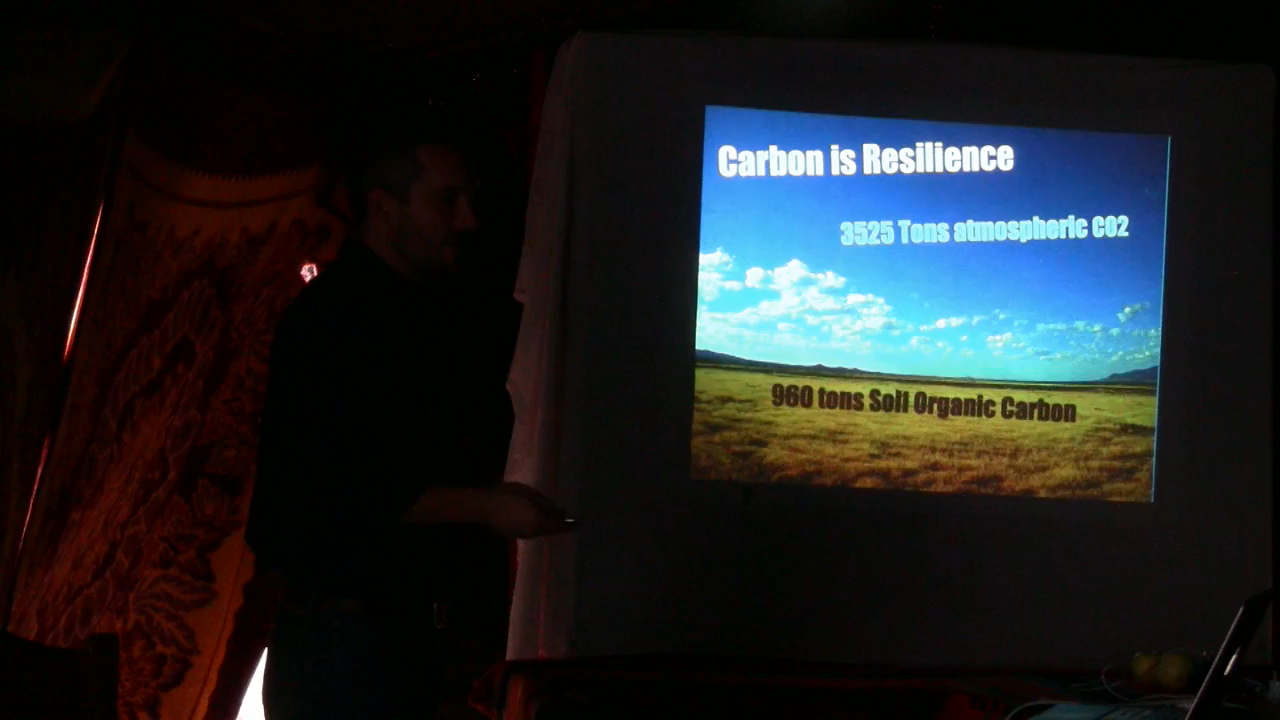 Carbon is Resilience
3525 Tons atmospheric CO2
960 tons Soil Organic Carbon